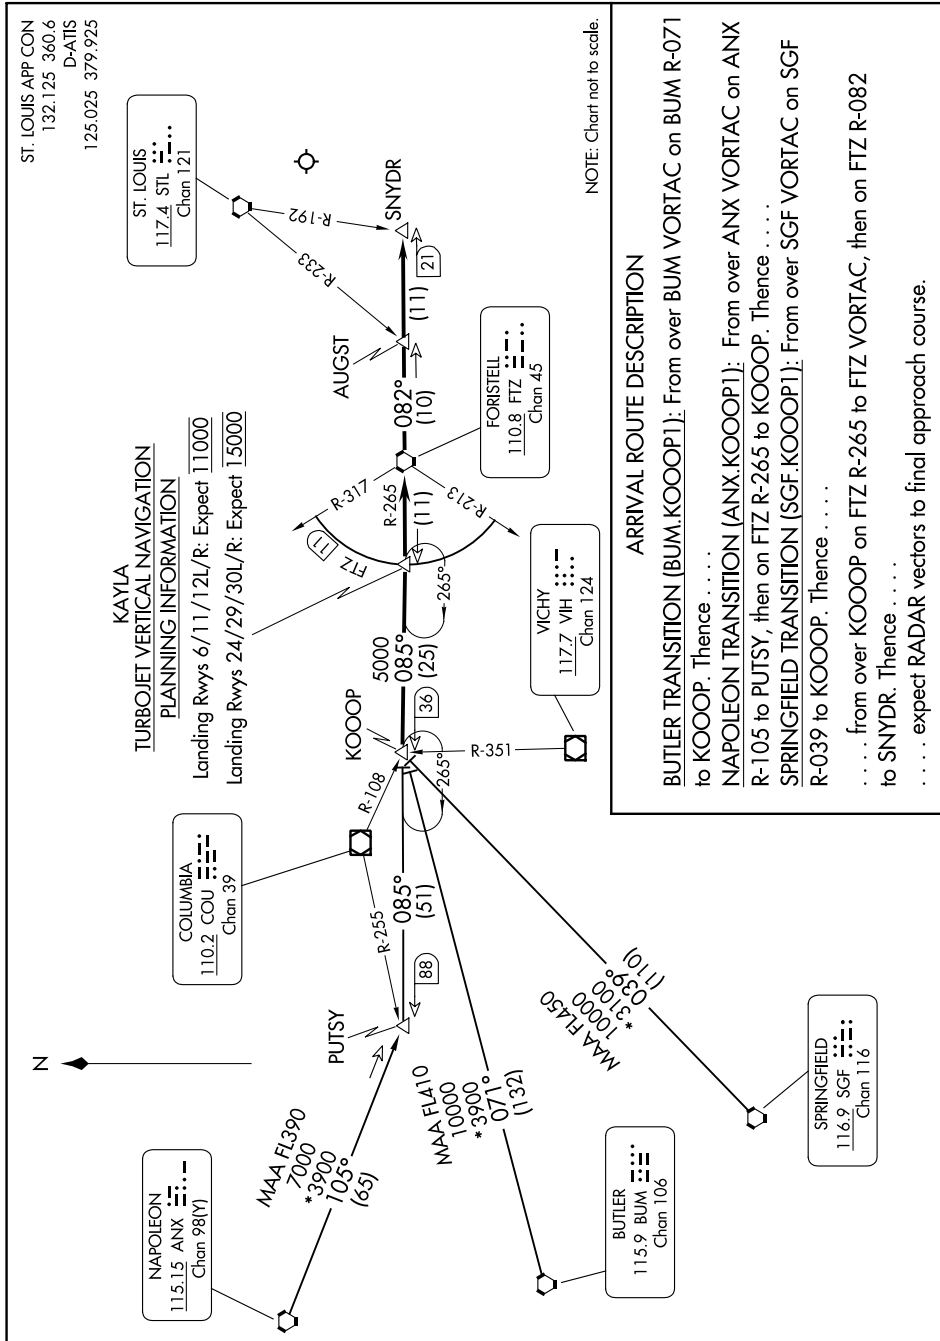 ST. LOUIS APP CON
132.125 360.6
D-ATIS
125.025 379.925
ST. LOUIS
117.4 STL
Chan 121
R-192
R-233
SNYDR
21
(11)
AUGST
082°
(10)
FORISTELL
110.8 FTZ
Chan 45
NOTE: Chart not to scale.
KAYLA
TURBOJET VERTICAL NAVIGATION
PLANNING INFORMATION
Landing Rwys 6/11/12L/R: Expect 11000
Landing Rwys 24/29/30L/R: Expect 15000
R-317
R-265
R-213
11
FTZ
(11)
265°
5000
085°
(25)
KOOOP
36
265°
R-351
VICHY
117.7 VIH
Chan 124
COLUMBIA
110.2 COU
Chan 39
R-108
R-255
085°
(51)
88
PUTSY
N
NAPOLEON
115.15 ANX
Chan 98(Y)
MAA FL390
7000
*3900
105°
(65)
MAA FL410
10000
*3900
071°
(132)
BUTLER
115.9 BUM
Chan 106
MAA FL450
10000
*3100
039°
(110)
SPRINGFIELD
116.9 SGF
Chan 116
ARRIVAL ROUTE DESCRIPTION
BUTLER TRANSITION (BUM.KOOOP1): From over BUM VORTAC on BUM R-071
to KOOOP. Thence . . . .
NAPOLEON TRANSITION (ANX.KOOOP1): From over ANX VORTAC on ANX
R-105 to PUTSY, then on FTZ R-265 to KOOOP. Thence . . . .
SPRINGFIELD TRANSITION (SGF.KOOOP1): From over SGF VORTAC on SGF
R-039 to KOOOP. Thence . . . .
. . . . from over KOOOP on FTZ R-265 to FTZ VORTAC, then on FTZ R-082
to SNYDR. Thence . . . .
. . . . expect RADAR vectors to final approach course.